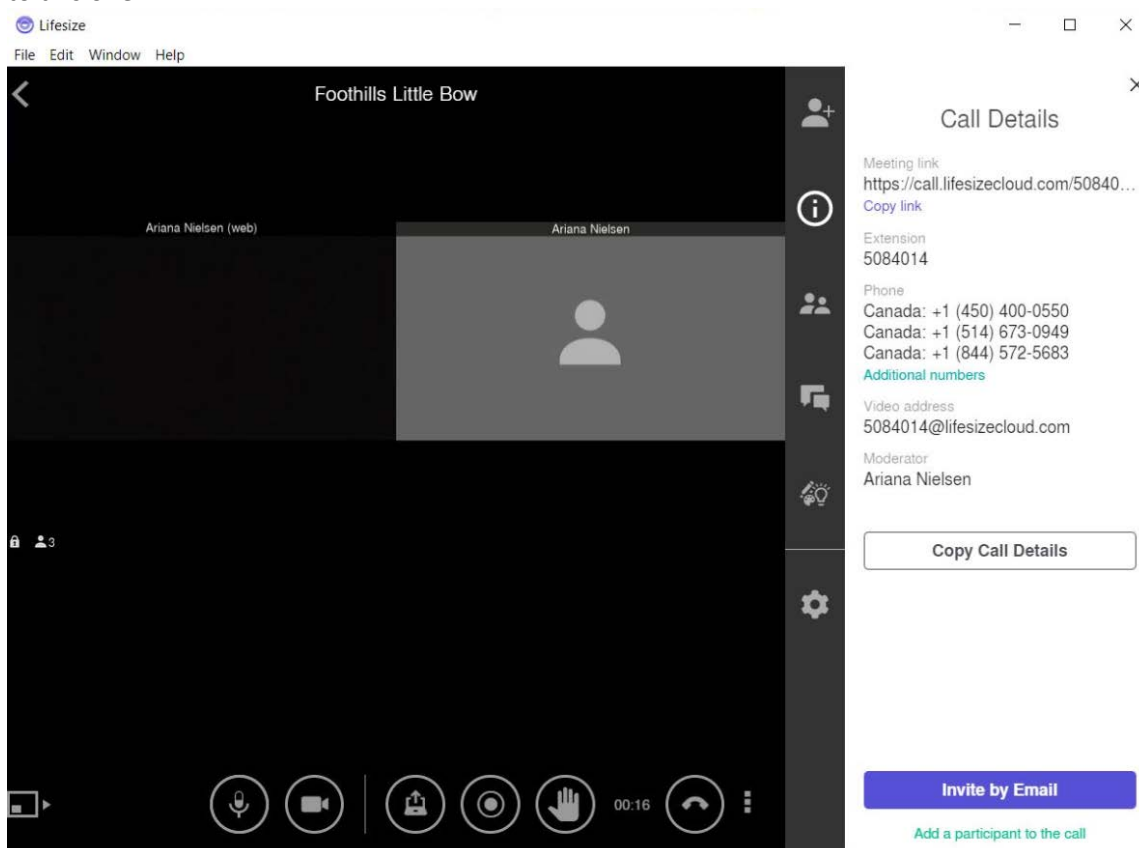 Lifesize
File Edit Window Help
Foothills Little Bow
Ariana Nielsen (web)
Ariana Nielsen
3
00:16
Call Details
Meeting link
https://call.lifesizecloud.com/50840...
Copy link
Extension
5084014
Phone
Canada: +1 (450) 400-0550
Canada: +1 (514) 673-0949
Canada: +1 (844) 572-5683
Additional numbers
Video address
5084014@lifesizecloud.com
Moderator
Ariana Nielsen
Copy Call Details
Invite by Email
Add a participant to the call